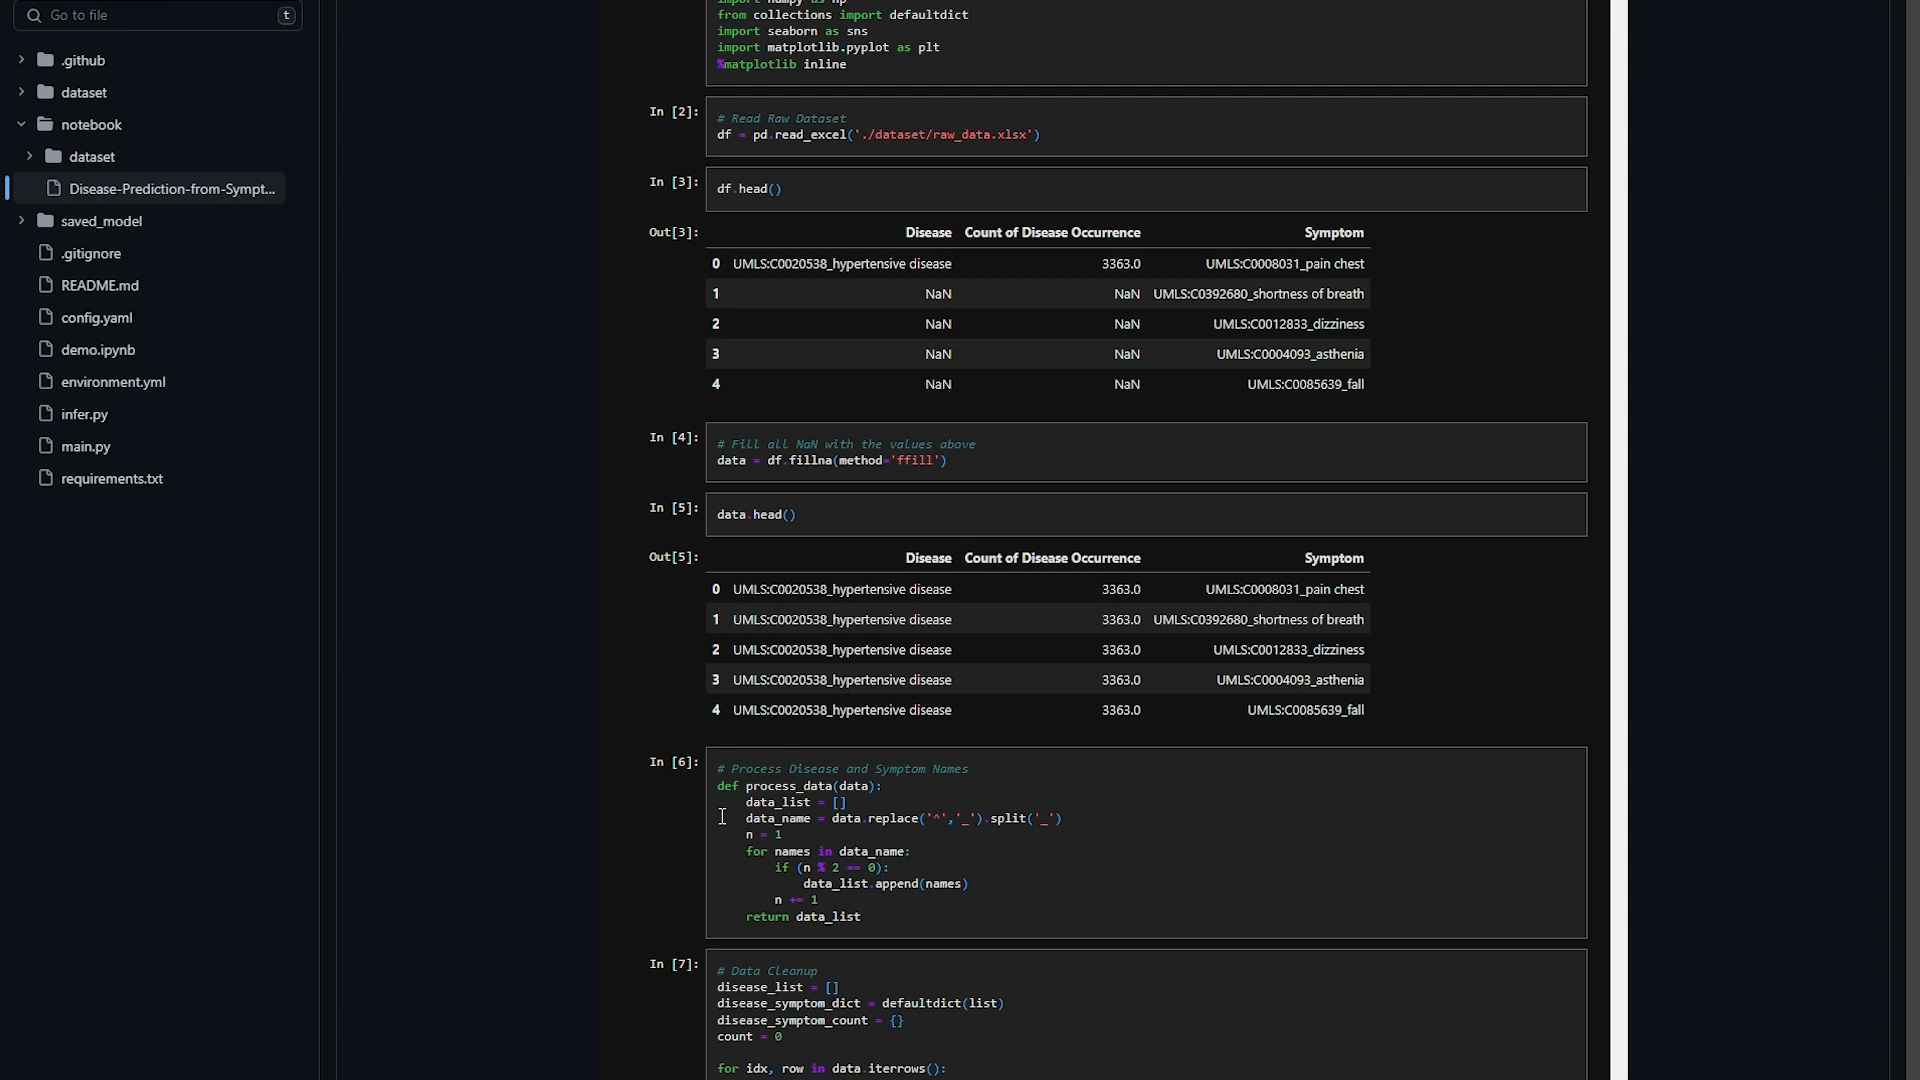 Go to file
t
.github
dataset
notebook
dataset
Disease-Prediction-from-Sympt...
saved_model
.gitignore
README.md
config.yaml
demo.ipynb
environment.yml
infer.py
main.py
requirements.txt
import numpy as np
from collections import defaultdict
import seaborn as sns
import matplotlib.pyplot as plt
%matplotlib inline
In [2]:
# Read Raw Dataset
df = pd.read_excel('./dataset/raw_data.xlsx')
In [3]:
df.head()
Out[3]:
Disease Count of Disease Occurrence Symptom
0 UMLS:C0020538_hypertensive disease 3363.0 UMLS:C0008031_pain chest
1 NaN NaN UMLS:C0392680_shortness of breath
2 NaN NaN UMLS:C0012833_dizziness
3 NaN NaN UMLS:C0004093_asthenia
4 NaN NaN UMLS:C0085639_fall
In [4]:
# Fill all NaN with the values above
data = df.fillna(method='ffill')
In [5]:
data.head()
Out[5]:
Disease Count of Disease Occurrence Symptom
0 UMLS:C0020538_hypertensive disease 3363.0 UMLS:C0008031_pain chest
1 UMLS:C0020538_hypertensive disease 3363.0 UMLS:C0392680_shortness of breath
2 UMLS:C0020538_hypertensive disease 3363.0 UMLS:C0012833_dizziness
3 UMLS:C0020538_hypertensive disease 3363.0 UMLS:C0004093_asthenia
4 UMLS:C0020538_hypertensive disease 3363.0 UMLS:C0085639_fall
In [6]:
# Process Disease and Symptom Names
def process_data(data):
data_list = []
data_name = data.replace('^','_').split('_')
n = 1
for names in data_name:
if (n % 2 == 0):
data_list.append(names)
n += 1
return data_list
In [7]:
# Data Cleanup
disease_list = []
disease_symptom_dict = defaultdict(list)
disease_symptom_count = {}
count = 0
for idx, row in data.iterrows():